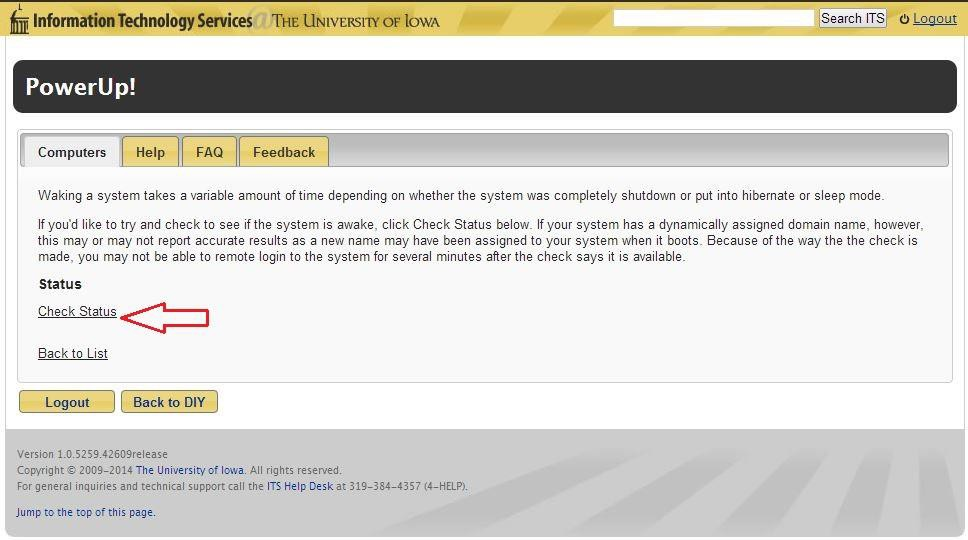 Information Technology Services@THE UNIVERSITY OF IOWA
Search ITS
Logout
PowerUp!
Computers
Help
FAQ
Feedback
Waking a system takes a variable amount of time depending on whether the system was completely shutdown or put into hibernate or sleep mode.
If you'd like to try and check to see if the system is awake, click Check Status below. If your system has a dynamically assigned domain name, however,
this may or may not report accurate results as a new name may have been assigned to your system when it boots. Because of the way the the check is
made, you may not be able to remote login to the system for several minutes after the check says it is available.
Status
Check Status
Back to List
Logout
Back to DIY
Version 1.0.5259.42609release
Copyright © 2009-2014 The University of Iowa. All rights reserved.
For general inquiries and technical support call the ITS Help Desk at 319-384-4357 (4-HELP).
Jump to the top of this page.